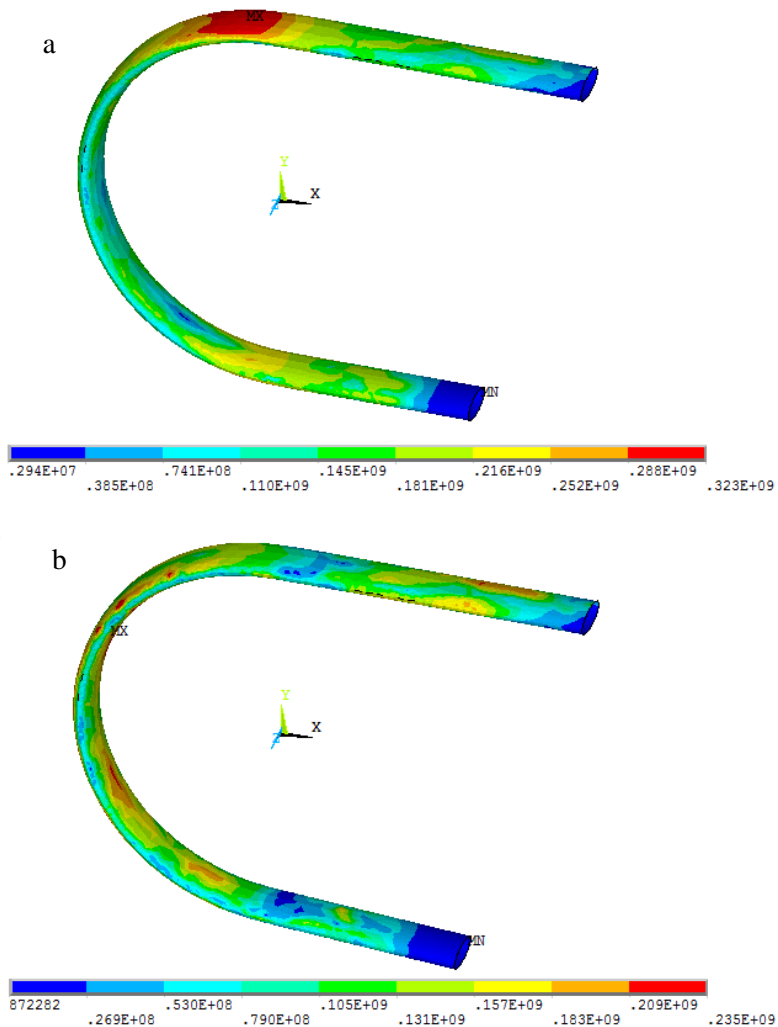 a
MX
Y
X
Z
MN
.294E+07 .741E+08 .145E+09 .216E+09 .288E+09
.385E+08 .110E+09 .181E+09 .252E+09 .323E+09
b
MX
Y
X
Z
MN
872282 .530E+08 .105E+09 .157E+09 .209E+09
.269E+08 .790E+08 .131E+09 .183E+09 .235E+09